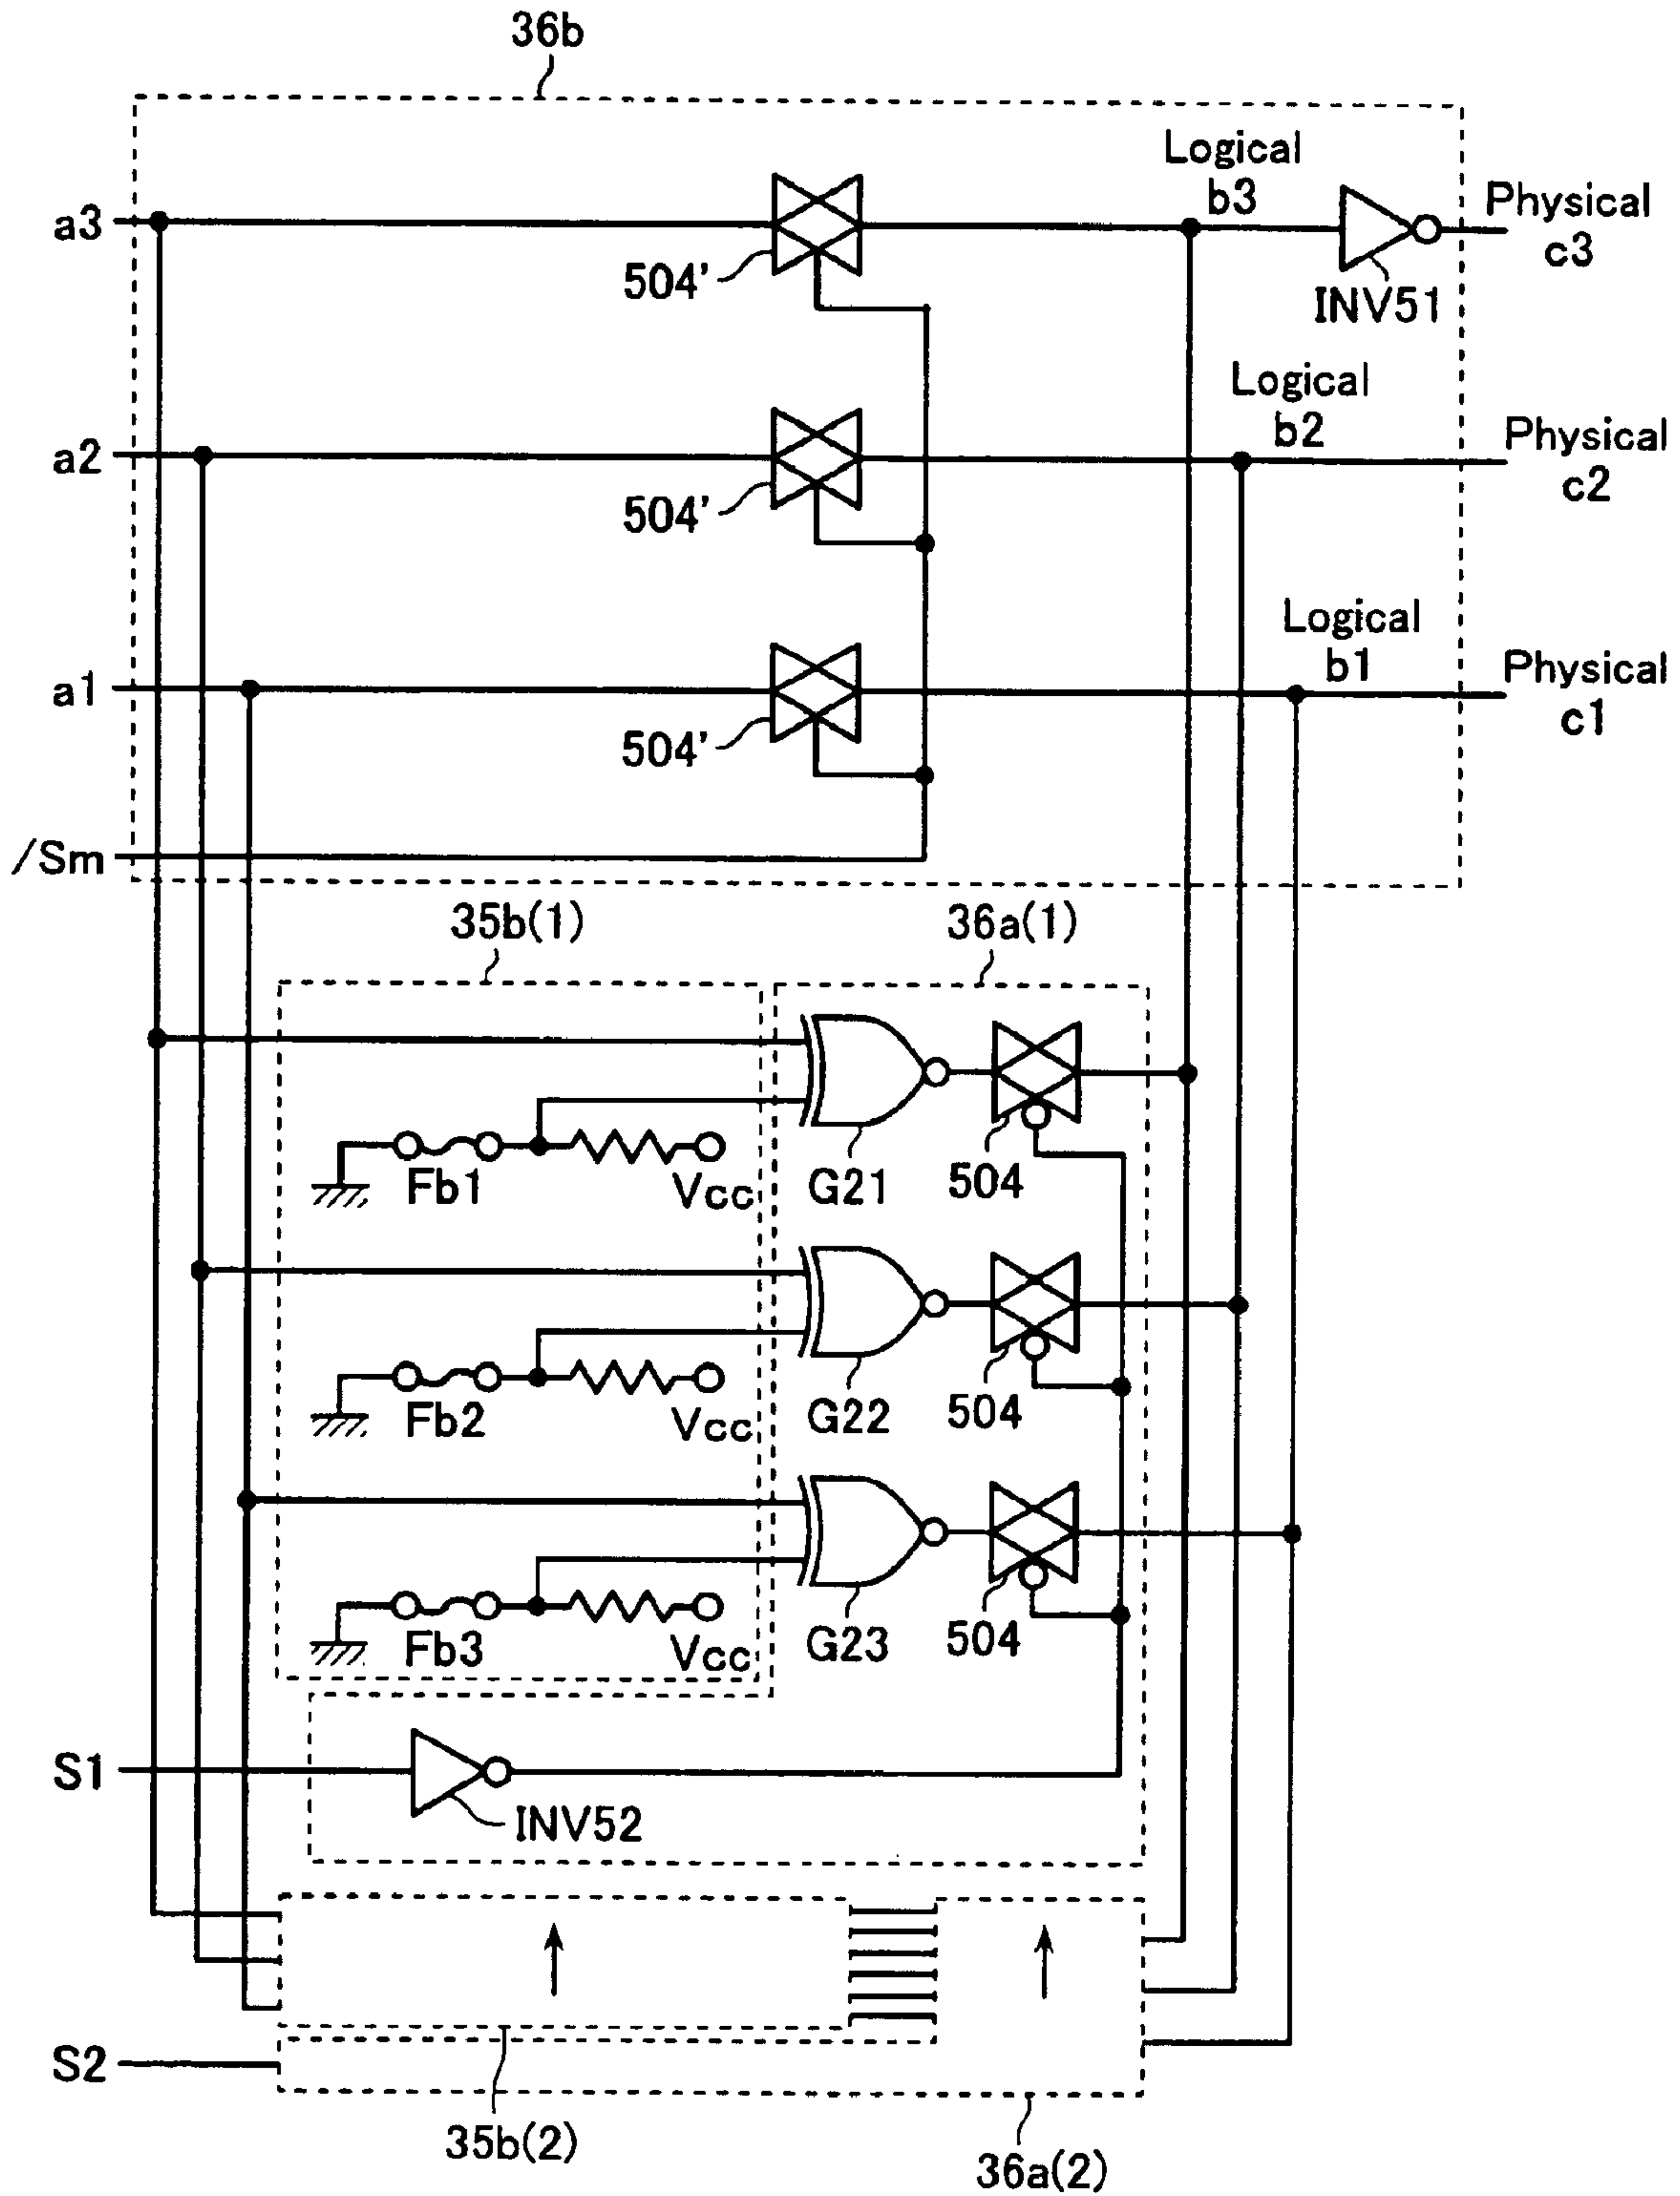 36b
Logical
b3
Physical
c3
a3
504'
INV51
Logical
b2
Physical
c2
a2
504'
Logical
b1
Physical
c1
a1
504'
/Sm
35b(1)
36a(1)
Fb1
Vcc
G21
504
Fb2
Vcc
G22
504
Fb3
Vcc
G23
504
S1
INV52
S2
35b(2)
36a(2)